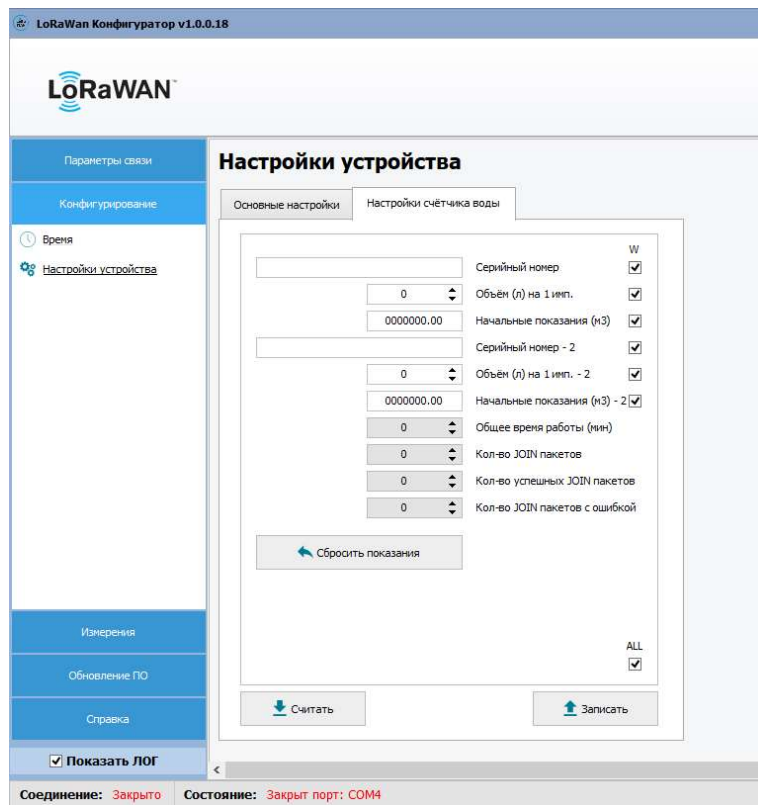 LoRaWan Конфигуратор v1.0.0.18
LoRaWAN™
Параметры связи
Конфигурирование
Время
Настройки устройства
Измерения
Обновление ПО
Справка
Показать ЛОГ
Настройки устройства
Основные настройки
Настройки счётчика воды
W
Серийный номер
0 Объём (л) на 1 имп.
0000000.00 Начальные показания (м3)
Серийный номер - 2
0 Объём (л) на 1 имп. - 2
0000000.00 Начальные показания (м3) - 2
0 Общее время работы (мин)
0 Кол-во JOIN пакетов
0 Кол-во успешных JOIN пакетов
0 Кол-во JOIN пакетов с ошибкой
Сбросить показания
ALL
Считать
Записать
Соединение: Закрыто Состояние: Закрыт порт: COM4